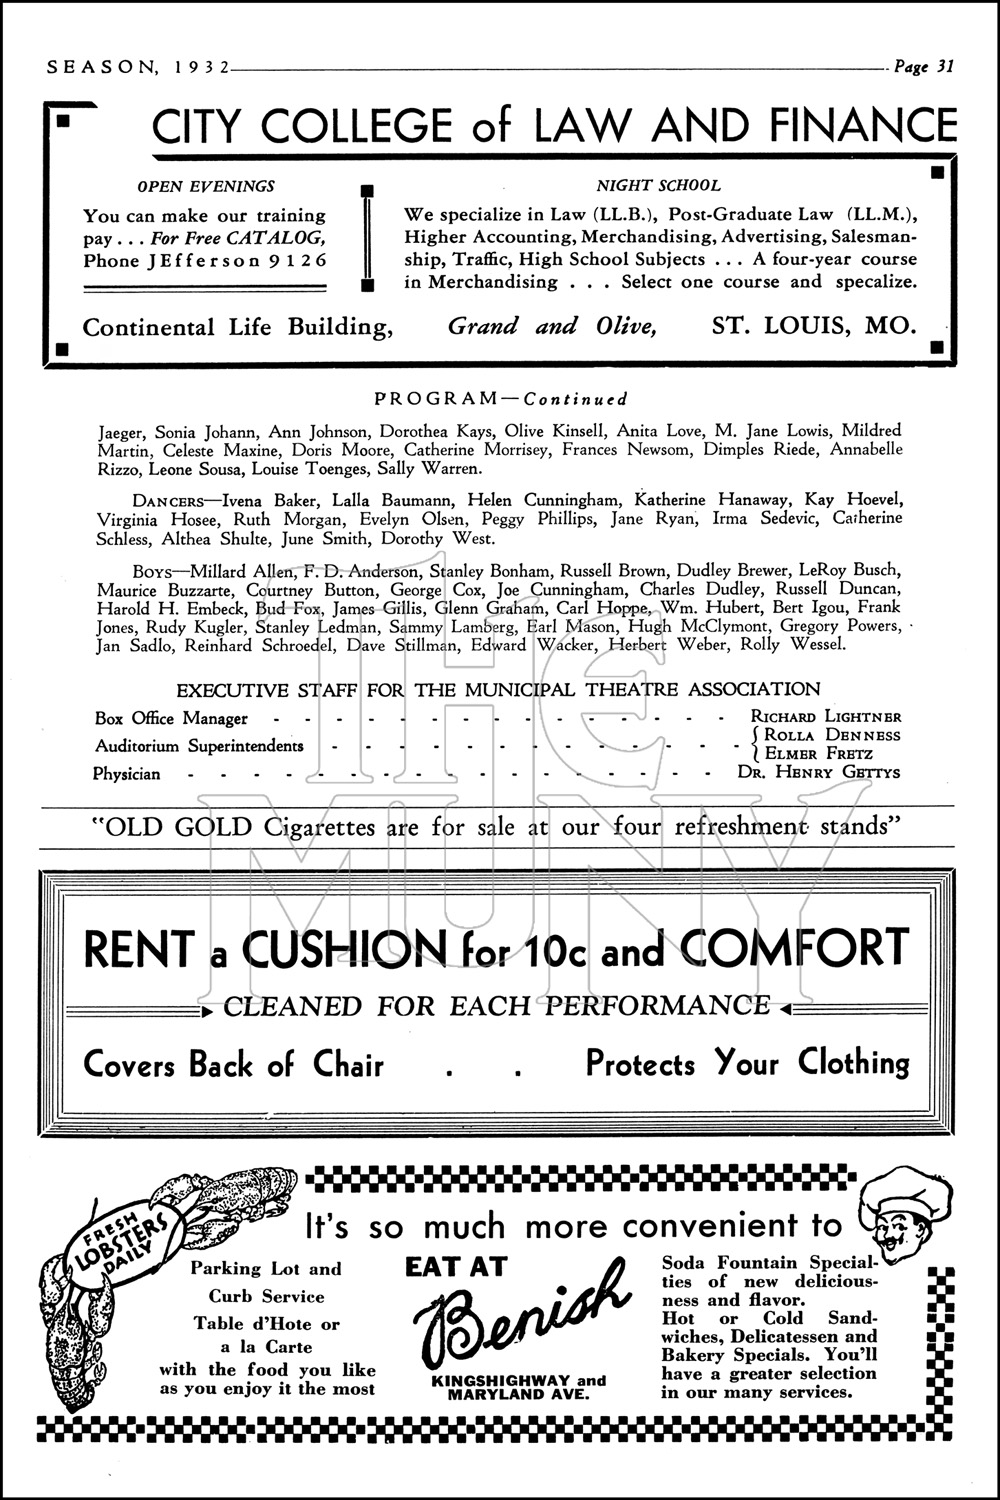 SEASON, 1932
Page 31
CITY COLLEGE of LAW AND FINANCE
OPEN EVENINGS
You can make our training
pay . . . For Free CATALOG,
Phone JEfferson 9126
NIGHT SCHOOL
We specialize in Law (LL.B.), Post-Graduate Law (LL.M.),
Higher Accounting, Merchandising, Advertising, Salesman-
ship, Traffic, High School Subjects . . . A four-year course
in Merchandising . . . Select one course and specalize.
Continental Life Building, Grand and Olive, ST. LOUIS, MO.
PROGRAM—Continued
Jaeger, Sonia Johann, Ann Johnson, Dorothea Kays, Olive Kinsell, Anita Love, M. Jane Lowis, Mildred
Martin, Celeste Maxine, Doris Moore, Catherine Morrisey, Frances Newsom, Dimples Riede, Annabelle
Rizzo, Leone Sousa, Louise Toenges, Sally Warren.
DANCERS—Ivena Baker, Lalla Baumann, Helen Cunningham, Katherine Hanaway, Kay Hoevel,
Virginia Hosee, Ruth Morgan, Evelyn Olsen, Peggy Phillips, Jane Ryan, Irma Sedevic, Catherine
Schless, Althea Shulte, June Smith, Dorothy West.
BOYS—Millard Allen, F. D. Anderson, Stanley Bonham, Russell Brown, Dudley Brewer, LeRoy Busch,
Maurice Buzzarte, Courtney Button, George Cox, Joe Cunningham, Charles Dudley, Russell Duncan,
Harold H. Embeck, Bud Fox, James Gillis, Glenn Graham, Carl Hoppe, Wm. Hubert, Bert Igou, Frank
Jones, Rudy Kugler, Stanley Ledman, Sammy Lamberg, Earl Mason, Hugh McClymont, Gregory Powers,
Jan Sadlo, Reinhard Schroedel, Dave Stillman, Edward Wacker, Herbert Weber, Rolly Wessel.
EXECUTIVE STAFF FOR THE MUNICIPAL THEATRE ASSOCIATION
Box Office Manager - - - - - - - - - - - - - - - RICHARD LIGHTNER
Auditorium Superintendents - - - - - - - - - - - - - { ROLLA DENNESS
{ ELMER FRETZ
Physician - - - - - - - - - - - - - - - - - DR. HENRY GETTYS
"OLD GOLD Cigarettes are for sale at our four refreshment stands"
THE
MUNY
RENT a CUSHION for 10c and COMFORT
CLEANED FOR EACH PERFORMANCE
Covers Back of Chair . . Protects Your Clothing
FRESH
LOBSTERS
DAILY
It's so much more convenient to
Parking Lot and
Curb Service
Table d'Hote or
a la Carte
with the food you like
as you enjoy it the most
EAT AT
Benish
KINGSHIGHWAY and
MARYLAND AVE.
Soda Fountain Special-
ties of new delicious-
ness and flavor.
Hot or Cold Sand-
wiches, Delicatessen and
Bakery Specials. You'll
have a greater selection
in our many services.